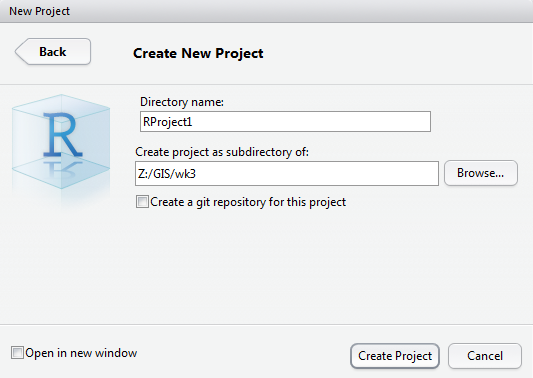 New Project
Back
Create New Project
R
Directory name:
RProject1
Create project as subdirectory of:
Z:/GIS/wk3
Browse...
Create a git repository for this project
Open in new window
Create Project
Cancel